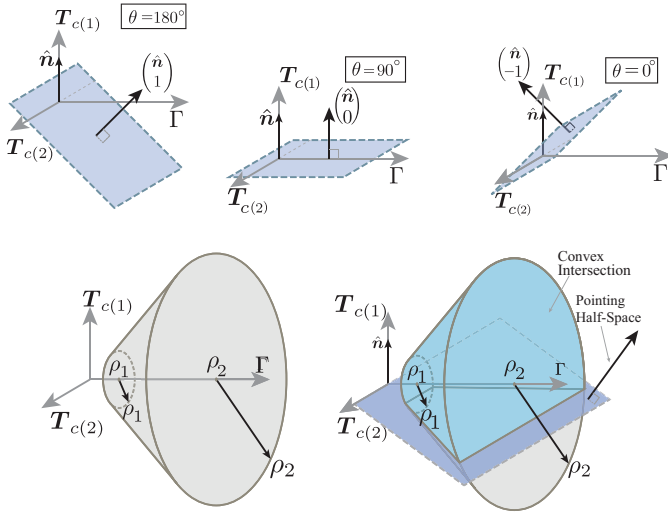 T_c(1)
θ = 180°
n̂
(n̂ 1)
Γ
T_c(2)
T_c(1)
θ = 90°
n̂
(n̂ 0)
Γ
T_c(2)
(n̂ -1)
T_c(1)
θ = 0°
n̂
Γ
T_c(2)
T_c(1)
ρ₁
ρ₂
Γ
ρ₁
T_c(2)
ρ₂
Convex
Intersection
Pointing
Half-Space
T_c(1)
n̂
ρ₁
ρ₂
Γ
ρ₁
T_c(2)
ρ₂